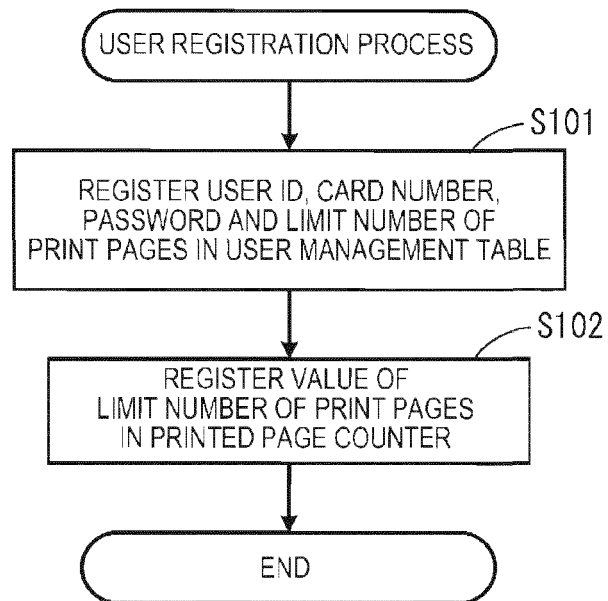 USER REGISTRATION PROCESS
S101
REGISTER USER ID, CARD NUMBER,
PASSWORD AND LIMIT NUMBER OF
PRINT PAGES IN USER MANAGEMENT TABLE
S102
REGISTER VALUE OF
LIMIT NUMBER OF PRINT PAGES
IN PRINTED PAGE COUNTER
END